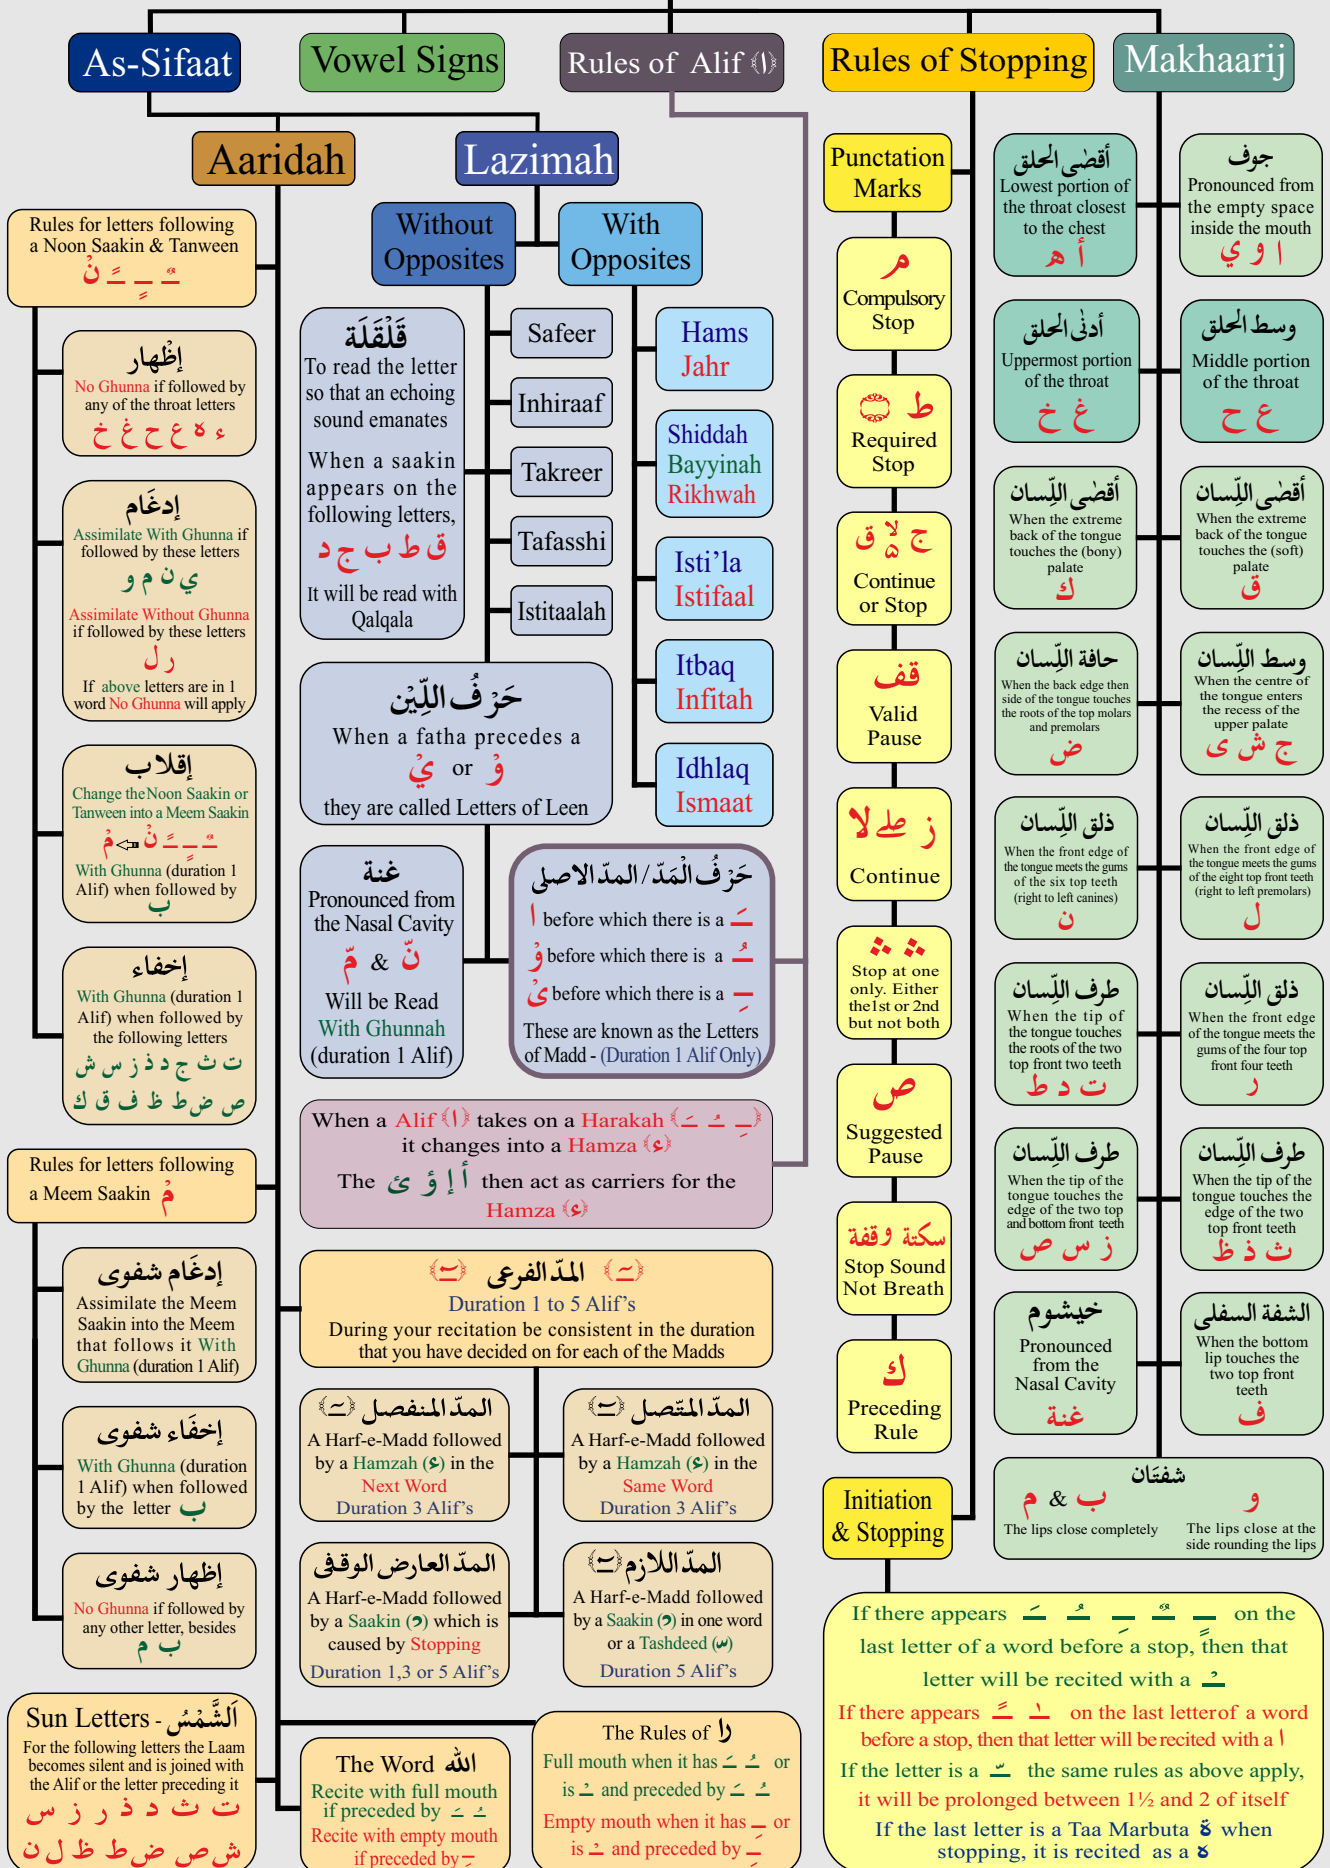 As-Sifaat
Vowel Signs
Rules of Alif ﴿ا﴾
Rules of Stopping
Makhaarij
Aaridah
Lazimah
Rules for letters following
a Noon Saakin & Tanween
إظْهار
No Ghunna if followed by
any of the throat letters
ء ه ع ح غ خ
إدغَام
Assimilate With Ghunna if
followed by these letters
ي ن م و
Assimilate Without Ghunna
if followed by these letters
ر ل
If above letters are in 1
word No Ghunna will apply
إقلاب
Change theNoon Saakin or
Tanween into a Meem Saakin
With Ghunna (duration 1
Alif) when followed by
ب
إخفاء
With Ghunna (duration 1
Alif) when followed by
the following letters
ت ث ج د ذ ز س ش
ص ض ط ظ ف ق ك
Rules for letters following
a Meem Saakin مْ
إدغَام شفوى
Assimilate the Meem
Saakin into the Meem
that follows it With
Ghunna (duration 1 Alif)
إخفَاء شفوى
With Ghunna (duration
1 Alif) when followed
by the letter ب
إظهار شفوى
No Ghunna if followed by
any other letter, besides
ب م
Sun Letters - اَلشَّمْسُ
For the following letters the Laam
becomes silent and is joined with
the Alif or the letter preceding it
ت ث د ذ ر ز س
ش ص ض ط ظ ل ن
Without
Opposites
With
Opposites
قَلْقَلَة
To read the letter
so that an echoing
sound emanates
When a saakin
appears on the
following letters,
ق ط ب ج د
It will be read with
Qalqala
Safeer
Inhiraaf
Takreer
Tafasshi
Istitaalah
Hams
Jahr
Shiddah
Bayyinah
Rikhwah
Isti'la
Istifaal
Itbaq
Infitah
Idhlaq
Ismaat
حَرْفُ اللِّيْن
When a fatha precedes a
وْ or يْ
they are called Letters of Leen
غنة
Pronounced from
the Nasal Cavity
نّ & مّ
Will be Read
With Ghunnah
(duration 1 Alif)
حَرْفُ الْمَدّ / المدّ الاصلى
ا before which there is a ـَ
وْ before which there is a ـُ
ىْ before which there is a ـِ
These are known as the Letters
of Madd - (Duration 1 Alif Only)
When a Alif ﴿ا﴾ takes on a Harakah ﴿ـَ ـُ ـِ﴾
it changes into a Hamza ﴿ء﴾
The أ إ ؤ ئ then act as carriers for the
Hamza ﴿ء﴾
المدّ الفرعى
Duration 1 to 5 Alif's
During your recitation be consistent in the duration
that you have decided on for each of the Madds
المدّ المنفصل
A Harf-e-Madd followed
by a Hamzah (ء) in the
Next Word
Duration 3 Alif's
المدّ المتّصل
A Harf-e-Madd followed
by a Hamzah (ء) in the
Same Word
Duration 3 Alif's
المدّ العارض الوقفى
A Harf-e-Madd followed
by a Saakin which is
caused by Stopping
Duration 1,3 or 5 Alif's
المدّ اللازم
A Harf-e-Madd followed
by a Saakin in one word
or a Tashdeed
Duration 5 Alif's
The Word الله
Recite with full mouth
if preceded by ـَ ـُ
Recite with empty mouth
if preceded by ـِ
The Rules of را
Full mouth when it has ـَ ـُ or
is ـْ and preceded by ـَ ـُ
Empty mouth when it has ـِ or
is ـْ and preceded by ـِ
Punctation
Marks
م
Compulsory
Stop
ط
Required
Stop
ج ق
Continue
or Stop
قف
Valid
Pause
ز صلے لا
Continue
Stop at one
only. Either
the1st or 2nd
but not both
ص
Suggested
Pause
سكتة وقفة
Stop Sound
Not Breath
ك
Preceding
Rule
Initiation
& Stopping
أقصٰى الحلق
Lowest portion of
the throat closest
to the chest
أ ه
جوف
Pronounced from
the empty space
inside the mouth
ا و ي
أدنٰى الحلق
Uppermost portion
of the throat
غ خ
وسط الحلق
Middle portion
of the throat
ع ح
أقصٰى اللِّسان
When the extreme
back of the tongue
touches the (bony)
palate
ك
أقصٰى اللِّسان
When the extreme
back of the tongue
touches the (soft)
palate
ق
حافة اللِّسان
When the back edge then
side of the tongue touches
the roots of the top molars
and premolars
ض
وسط اللِّسان
When the centre of
the tongue enters
the recess of the
upper palate
ج ش ى
ذلق اللِّسان
When the front edge of
the tongue meets the gums
of the six top teeth
(right to left canines)
ن
ذلق اللِّسان
When the front edge of
the tongue meets the gums
of the eight top front teeth
(right to left premolars)
ل
طرف اللِّسان
When the tip of
the tongue touches
the roots of the two
top front two teeth
ت د ط
ذلق اللِّسان
When the front edge
of the tongue meets the
gums of the four top
front four teeth
ر
طرف اللِّسان
When the tip of the
tongue touches the
edge of the two top
and bottom front teeth
ز س ص
طرف اللِّسان
When the tip of the
tongue touches the
edge of the two
top front teeth
ث ذ ظ
خيشوم
Pronounced
from the
Nasal Cavity
غنة
الشفة السفلى
When the bottom
lip touches the
two top front
teeth
ف
شفتَان
ب & م
The lips close completely
و
The lips close at the
side rounding the lips
If there appears ـَ ـُ ـِ ـٌ ـٍ on the
last letter of a word before a stop, then that
letter will be recited with a ـْ
If there appears ـً ـٰ on the last letter of a word
before a stop, then that letter will be recited with a ا
If the letter is a ـّ the same rules as above apply,
it will be prolonged between 1½ and 2 of itself
If the last letter is a Taa Marbuta ة when
stopping, it is recited as a ه